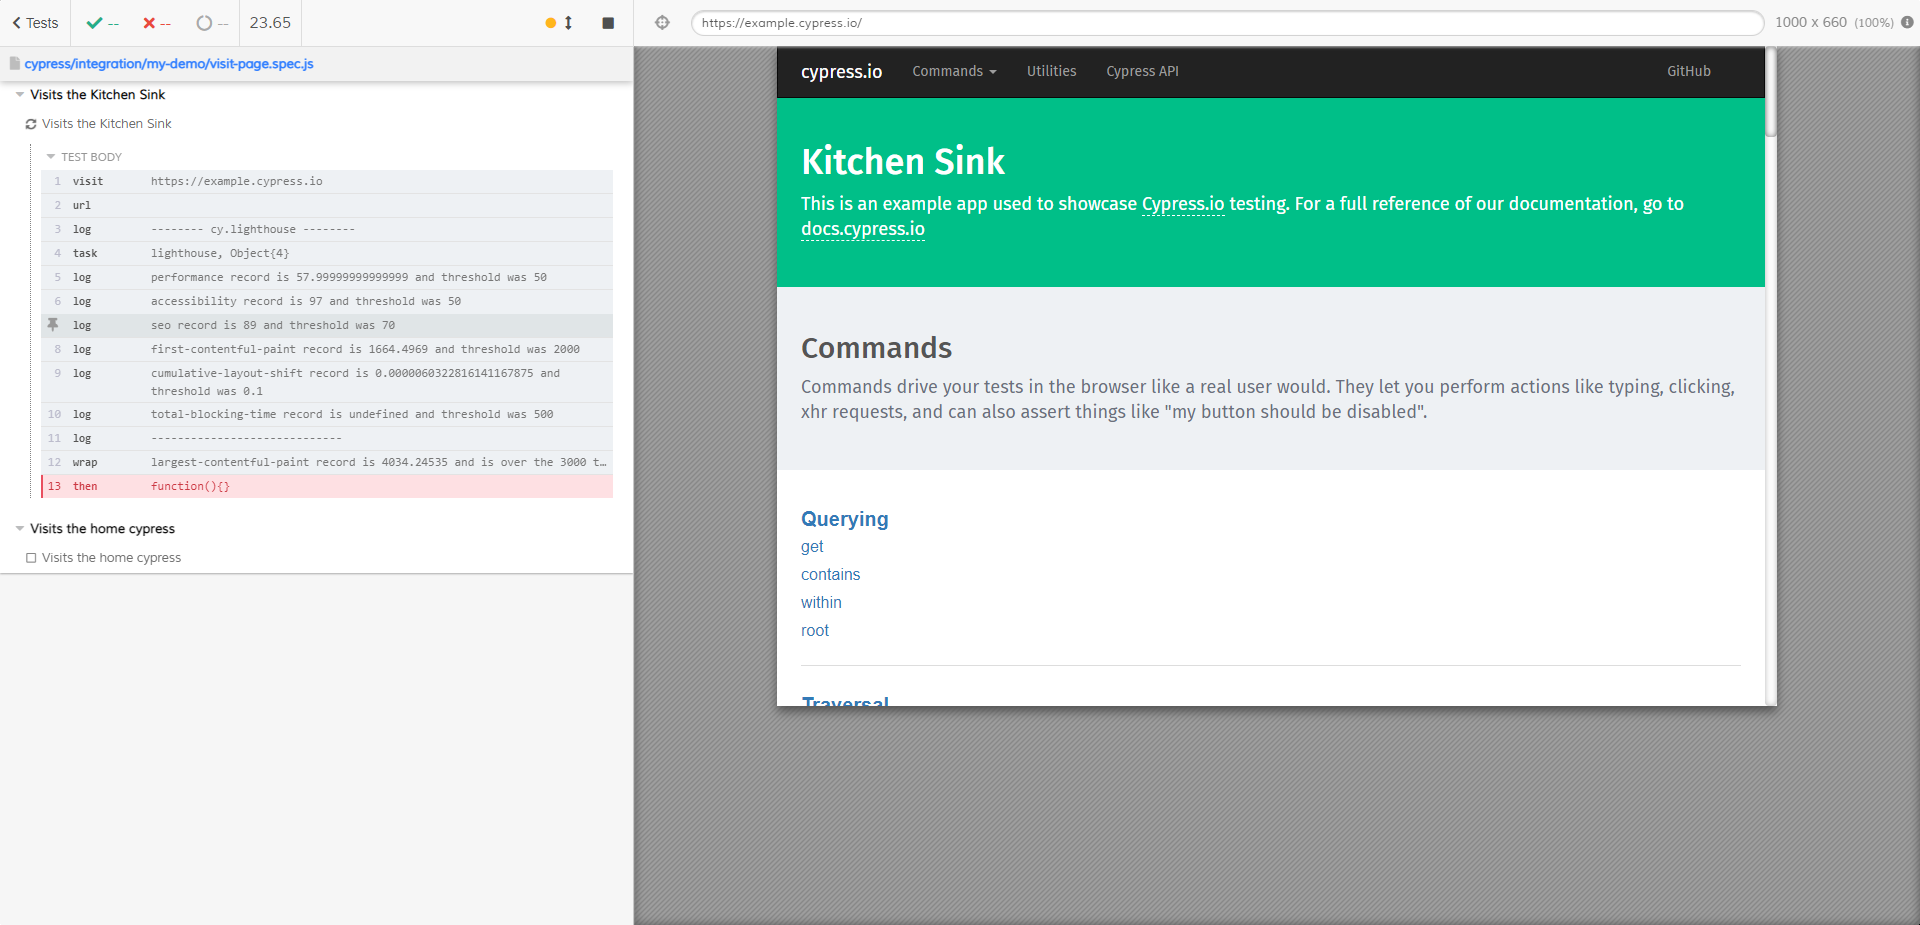 Tests
--
--
--
23.65
https://example.cypress.io/
1000 x 660 (100%)
cypress/integration/my-demo/visit-page.spec.js
Visits the Kitchen Sink
Visits the Kitchen Sink
TEST BODY
1 visit https://example.cypress.io
2 url
3 log -------- cy.lighthouse --------
4 task lighthouse, Object{4}
5 log performance record is 57.99999999999999 and threshold was 50
6 log accessibility record is 97 and threshold was 50
log seo record is 89 and threshold was 70
8 log first-contentful-paint record is 1664.4969 and threshold was 2000
9 log cumulative-layout-shift record is 0.0000060322816141167875 and
threshold was 0.1
10 log total-blocking-time record is undefined and threshold was 500
11 log -----------------------------
12 wrap largest-contentful-paint record is 4034.24535 and is over the 3000 t…
13 then function(){}
Visits the home cypress
Visits the home cypress
cypress.io
Commands
Utilities
Cypress API
GitHub
Kitchen Sink
This is an example app used to showcase Cypress.io testing. For a full reference of our documentation, go to
docs.cypress.io
Commands
Commands drive your tests in the browser like a real user would. They let you perform actions like typing, clicking,
xhr requests, and can also assert things like "my button should be disabled".
Querying
get
contains
within
root
Traversal